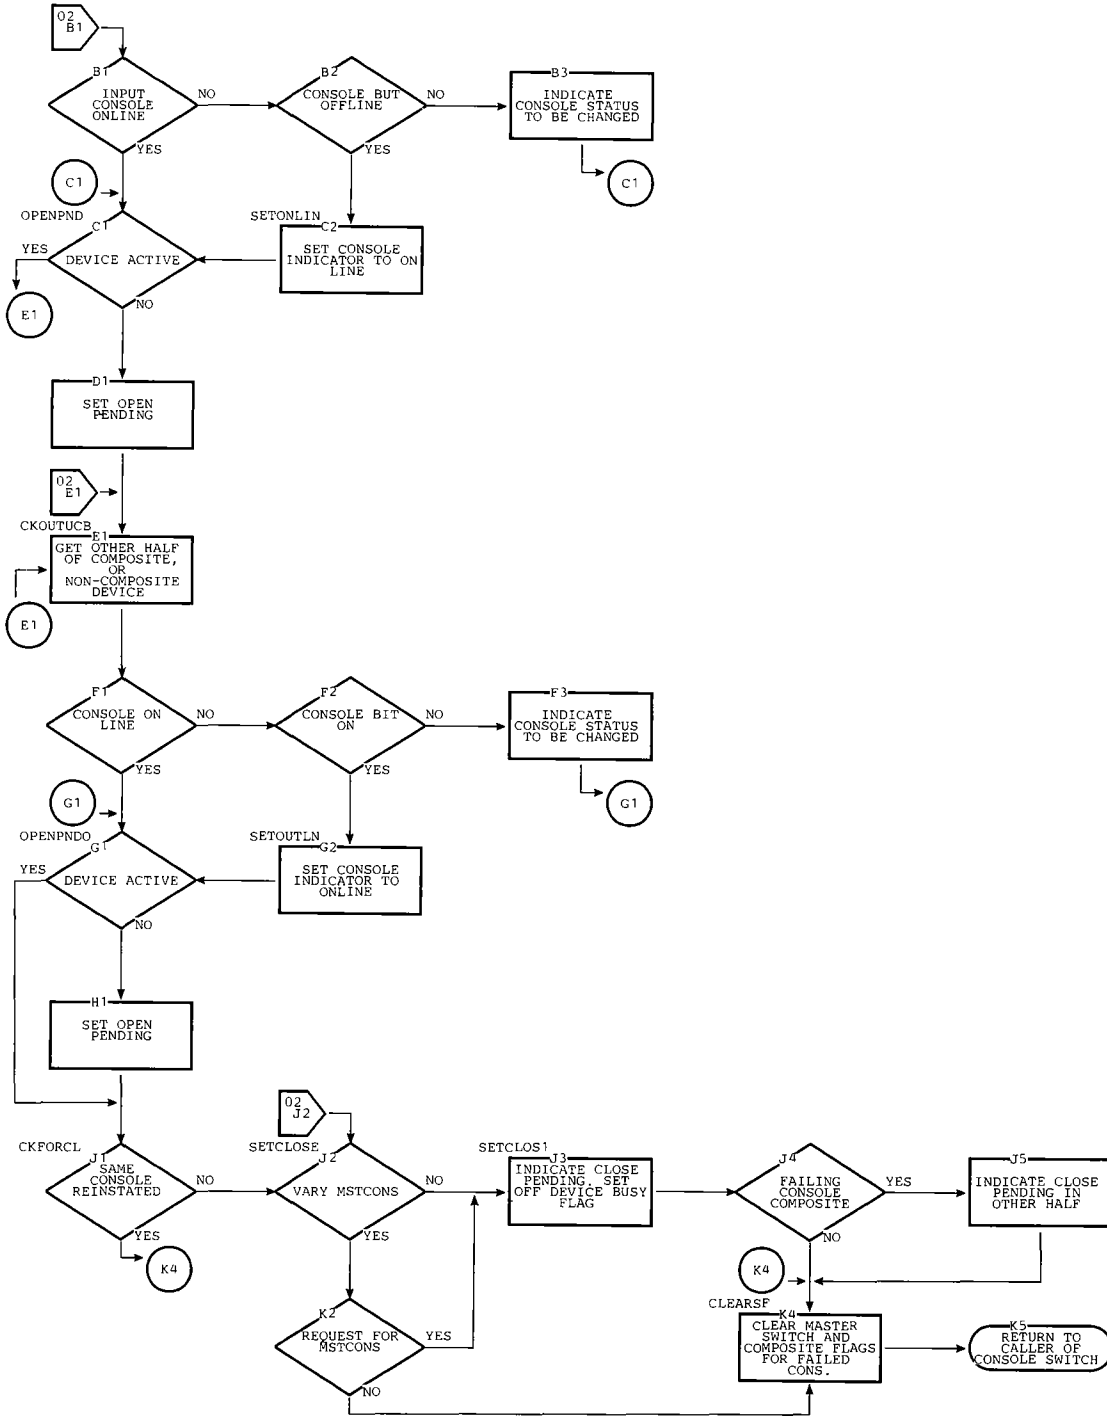 02
B1
B1
INPUT
CONSOLE
ONLINE
NO
YES
B2
CONSOLE BUT
OFFLINE
NO
YES
B3
INDICATE
CONSOLE STATUS
TO BE CHANGED
C1
C1
OPENPND
C1
DEVICE ACTIVE
YES
NO
SETONLIN
C2
SET CONSOLE
INDICATOR TO ON
LINE
E1
D1
SET OPEN
PENDING
02
E1
CKOUTUCB
E1
GET OTHER HALF
OF COMPOSITE,
OR
NON-COMPOSITE
DEVICE
E1
F1
CONSOLE ON
LINE
NO
YES
F2
CONSOLE BIT
ON
NO
YES
F3
INDICATE
CONSOLE STATUS
TO BE CHANGED
G1
G1
OPENPNDO
G1
DEVICE ACTIVE
YES
NO
SETOUTLN
G2
SET CONSOLE
INDICATOR TO
ONLINE
H1
SET OPEN
PENDING
02
J2
CKFORCL
J1
SAME
CONSOLE
REINSTATED
NO
YES
K4
SETCLOSE
J2
VARY MSTCONS
NO
YES
SETCLOS1
J3
INDICATE CLOSE
PENDING. SET
OFF DEVICE BUSY
FLAG
J4
FAILING
CONSOLE
COMPOSITE
YES
NO
J5
INDICATE CLOSE
PENDING IN
OTHER HALF
K4
K2
REQUEST FOR
MSTCONS
YES
NO
CLEARSF
K4
CLEAR MASTER
SWITCH AND
COMPOSITE FLAGS
FOR FAILED
CONS.
K5
RETURN TO
CALLER OF
CONSOLE SWITCH